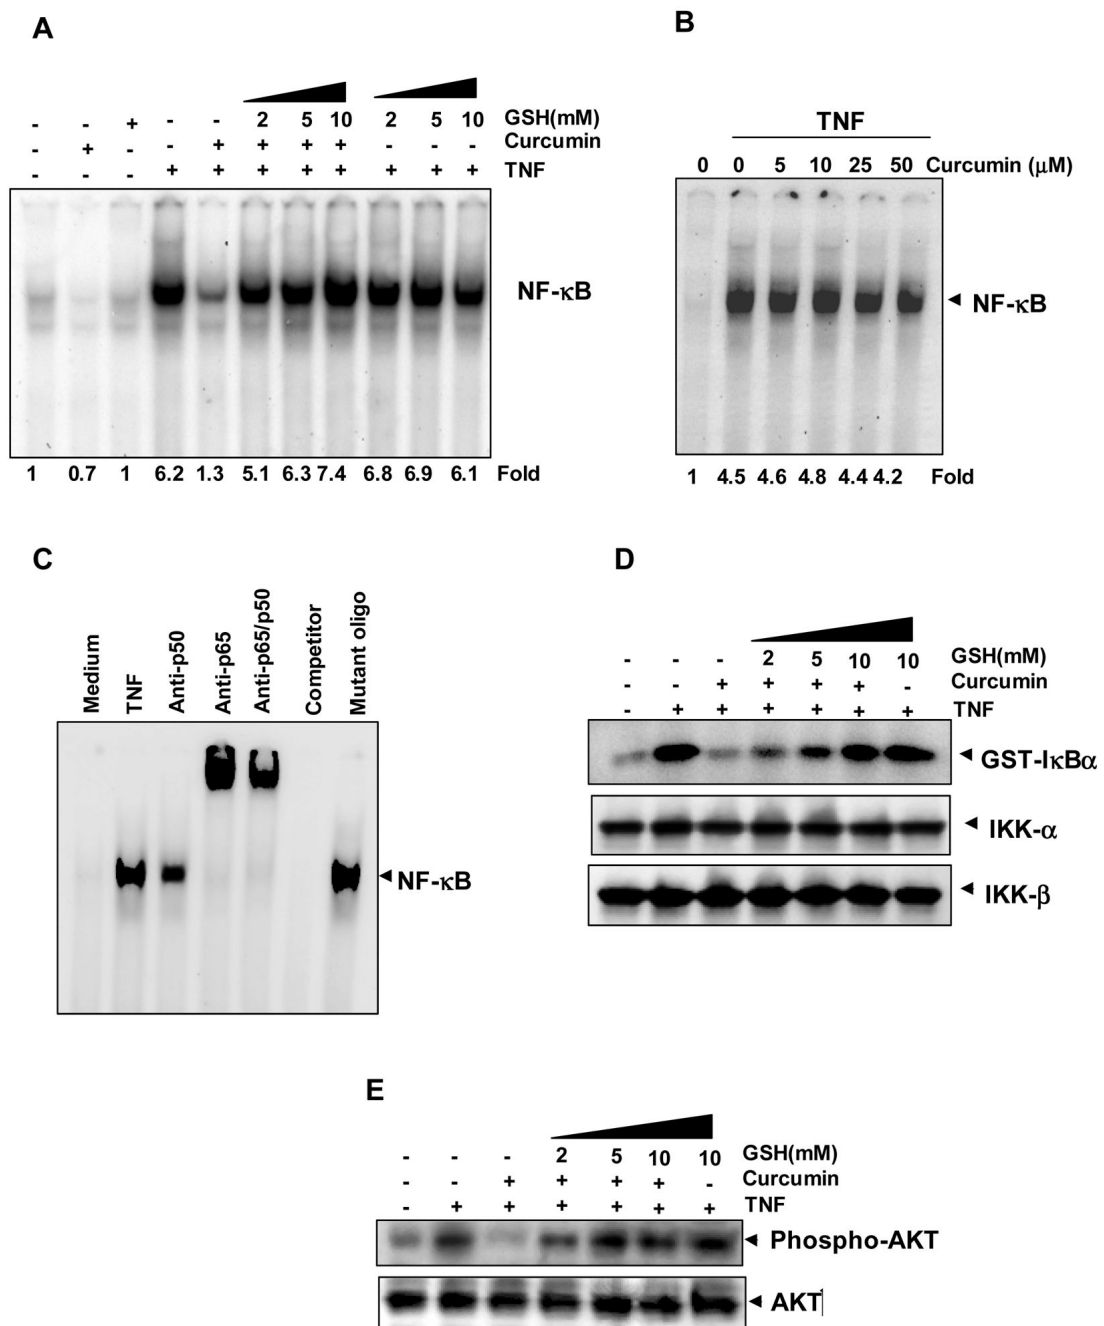 A
- - + - - 2 5 10 2 5 10 GSH(mM)
- + - - + + + + - - - Curcumin
- - - + + + + + + + + TNF
NF-κB
1 0.7 1 6.2 1.3 5.1 6.3 7.4 6.8 6.9 6.1 Fold
B
TNF
0 0 5 10 25 50 Curcumin (μM)
NF-κB
1 4.5 4.6 4.8 4.4 4.2 Fold
C
Medium
TNF
Anti-p50
Anti-p65
Anti-p65/p50
Competitor
Mutant oligo
NF-κB
D
- - - 2 5 10 10 GSH(mM)
- - + + + + - Curcumin
- + + + + + + TNF
GST-IκBα
IKK-α
IKK-β
E
- - - 2 5 10 10 GSH(mM)
- - + + + + - Curcumin
- + + + + + + TNF
Phospho-AKT
AKT